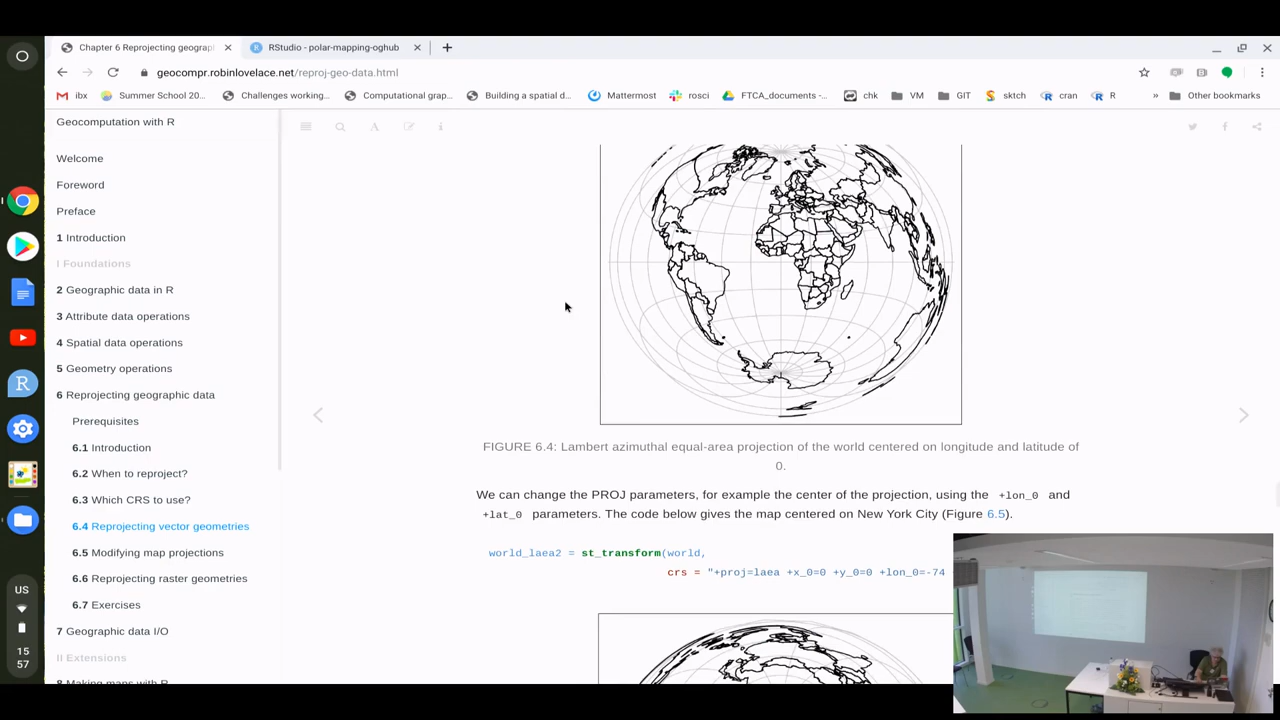 Chapter 6 Reprojecting geograp
RStudio - polar-mapping-oghub
geocompr.robinlovelace.net/reproj-geo-data.html
ibx
Summer School 20...
Challenges working...
Computational grap...
Building a spatial d...
Mattermost
rosci
FTCA_documents -...
chk
VM
GIT
sktch
cran
R
»
Other bookmarks
Geocomputation with R
Welcome
Foreword
Preface
1 Introduction
I Foundations
2 Geographic data in R
3 Attribute data operations
4 Spatial data operations
5 Geometry operations
6 Reprojecting geographic data
Prerequisites
6.1 Introduction
6.2 When to reproject?
6.3 Which CRS to use?
6.4 Reprojecting vector geometries
6.5 Modifying map projections
6.6 Reprojecting raster geometries
6.7 Exercises
7 Geographic data I/O
II Extensions
8 Making maps with R
FIGURE 6.4: Lambert azimuthal equal-area projection of the world centered on longitude and latitude of
0.
We can change the PROJ parameters, for example the center of the projection, using the +lon_0 and
+lat_0 parameters. The code below gives the map centered on New York City (Figure 6.5).
world_laea2 = st_transform(world,
crs = "+proj=laea +x_0=0 +y_0=0 +lon_0=-74
US
15
57